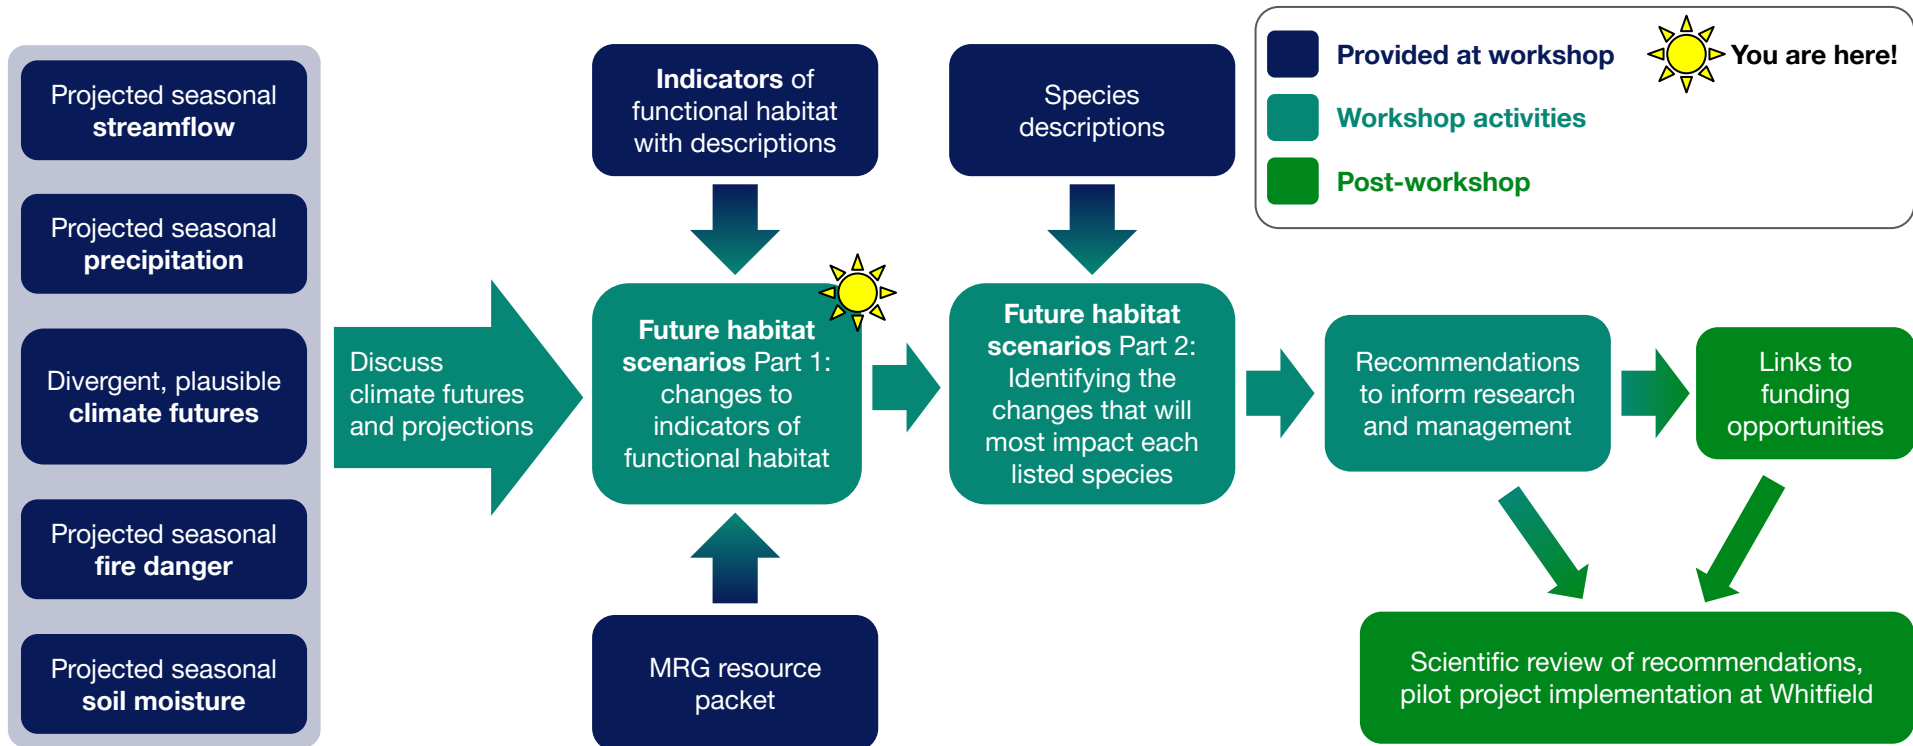 Projected seasonal
streamflow
Projected seasonal
precipitation
Divergent, plausible
climate futures
Projected seasonal
fire danger
Projected seasonal
soil moisture
Discuss
climate futures
and projections
Indicators of
functional habitat
with descriptions
Future habitat
scenarios Part 1:
changes to
indicators of
functional habitat
MRG resource
packet
Species
descriptions
Future habitat
scenarios Part 2:
Identifying the
changes that will
most impact each
listed species
Recommendations
to inform research
and management
Links to
funding
opportunities
Scientific review of recommendations,
pilot project implementation at Whitfield
Provided at workshop
You are here!
Workshop activities
Post-workshop